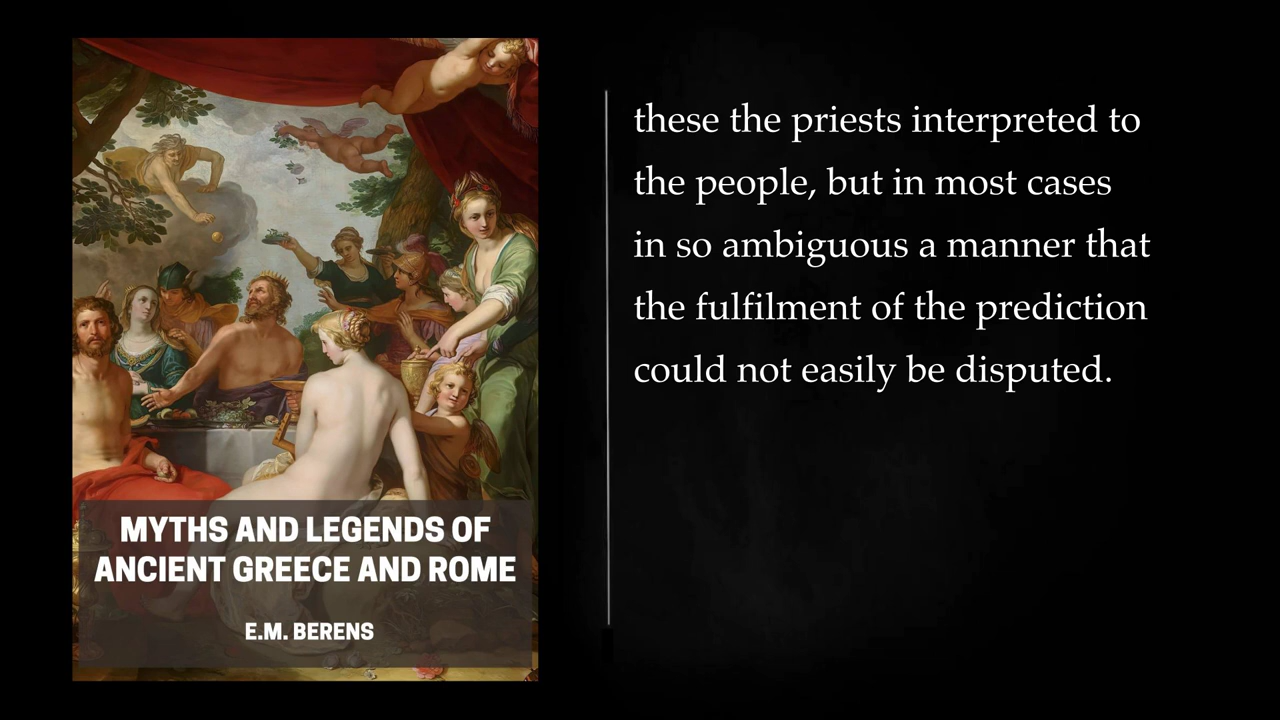 MYTHS AND LEGENDS OF
ANCIENT GREECE AND ROME
E.M. BERENS
these the priests interpreted to
the people, but in most cases
in so ambiguous a manner that
the fulfilment of the prediction
could not easily be disputed.